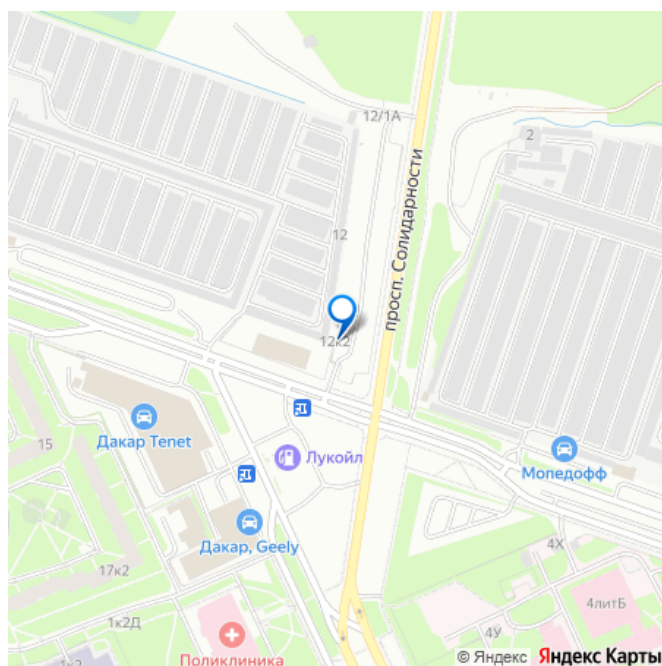 12/1А
2
просп. Солидарности
12
12к2
15
Дакар Tenet
Лукойл
Мопедофф
Дакар, Geely
17к2
4Х
4литБ
1к2Д
4У
Поликлиника
1к2
© Яндекс Яндекс Карты